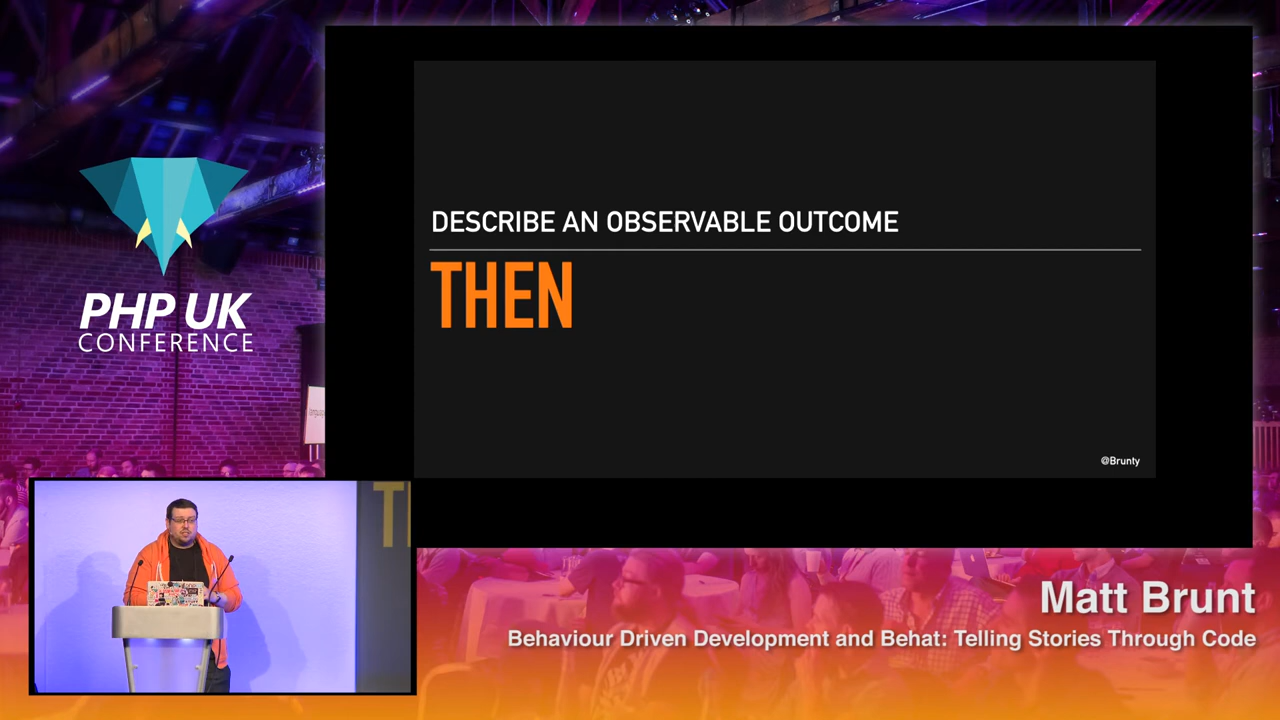 DESCRIBE AN OBSERVABLE OUTCOME
THEN
@Brunty
PHP UK
CONFERENCE
Matt Brunt
Behaviour Driven Development and Behat: Telling Stories Through Code